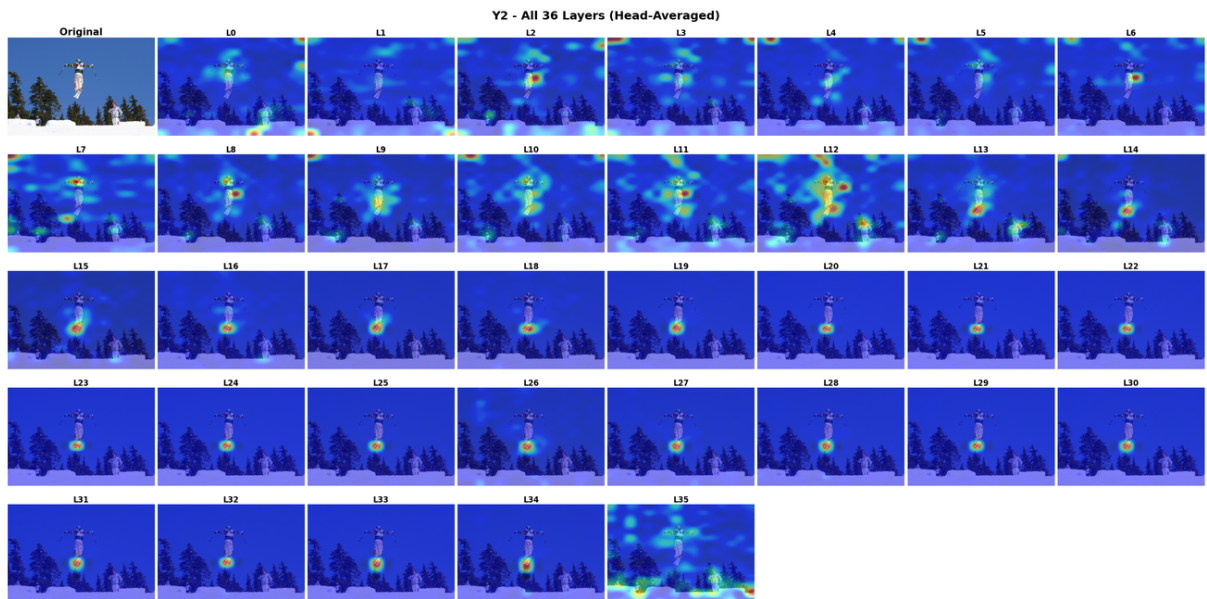 Y2 - All 36 Layers (Head-Averaged)
Original L0 L1 L2 L3 L4 L5 L6
L7 L8 L9 L10 L11 L12 L13 L14
L15 L16 L17 L18 L19 L20 L21 L22
L23 L24 L25 L26 L27 L28 L29 L30
L31 L32 L33 L34 L35